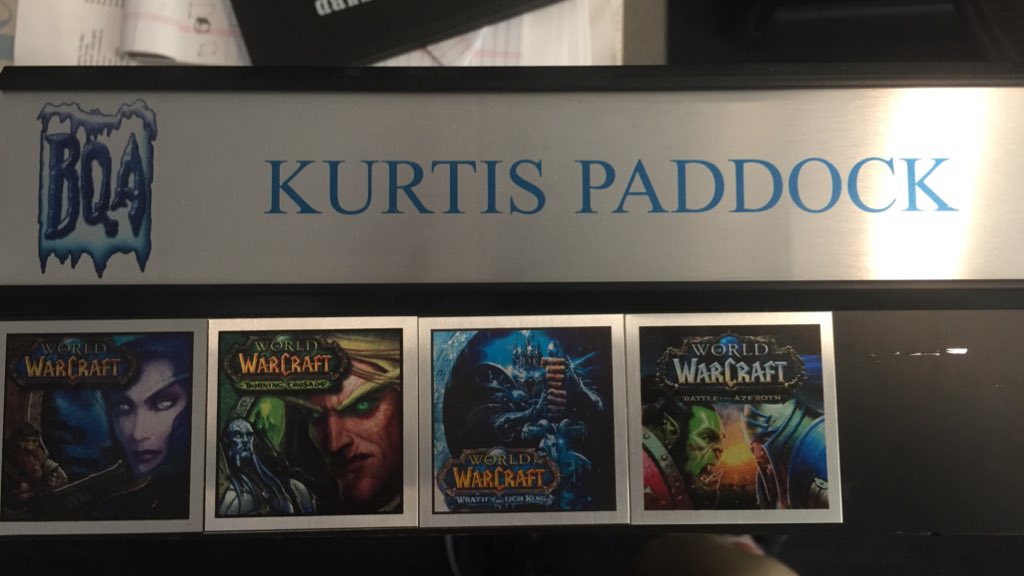 BQA
KURTIS PADDOCK
WORLD
WARCRAFT
WORLD
WARCRAFT
BURNING CRUSADE
WORLD
WARCRAFT
WRATH OF THE LICH KING
WORLD
WARCRAFT
BATTLE FOR AZEROTH